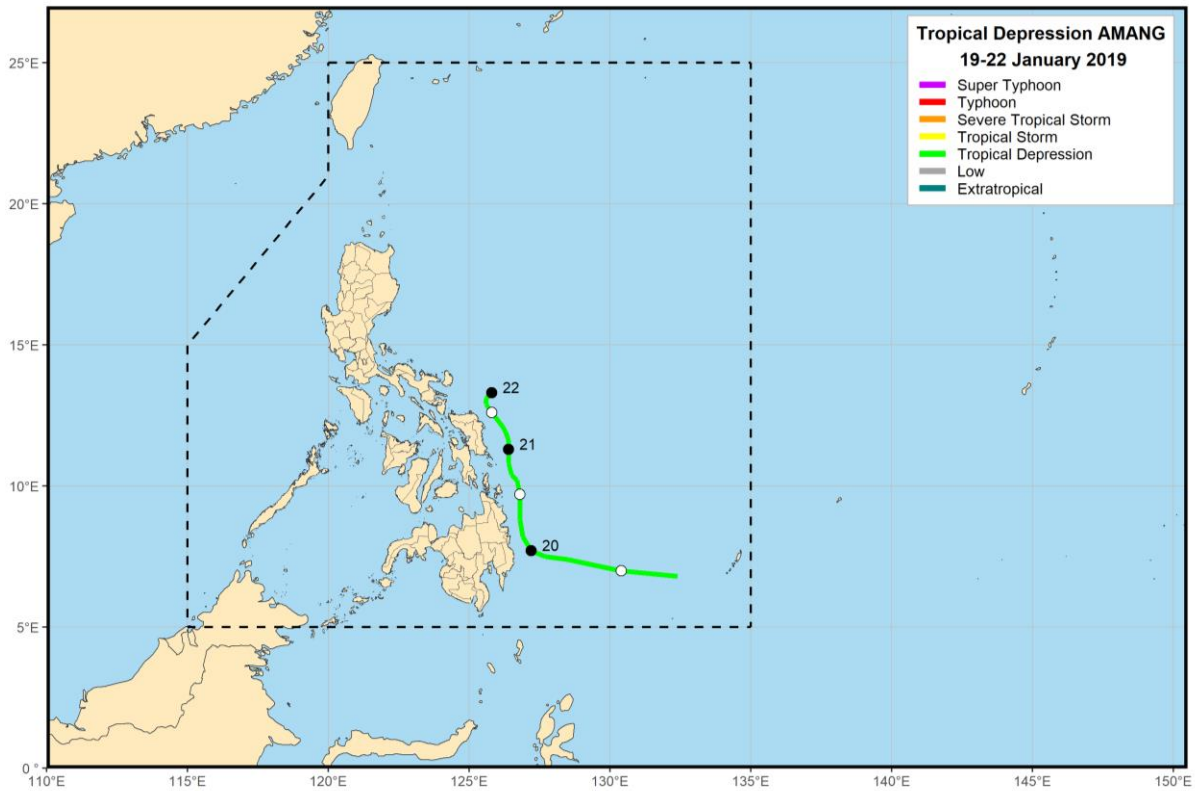 Tropical Depression AMANG
19-22 January 2019
Super Typhoon
Typhoon
Severe Tropical Storm
Tropical Storm
Tropical Depression
Low
Extratropical
25°E
20°E
15°E
10°E
5°E
0°
22
21
20
110°E
115°E
120°E
125°E
130°E
135°E
140°E
145°E
150°E